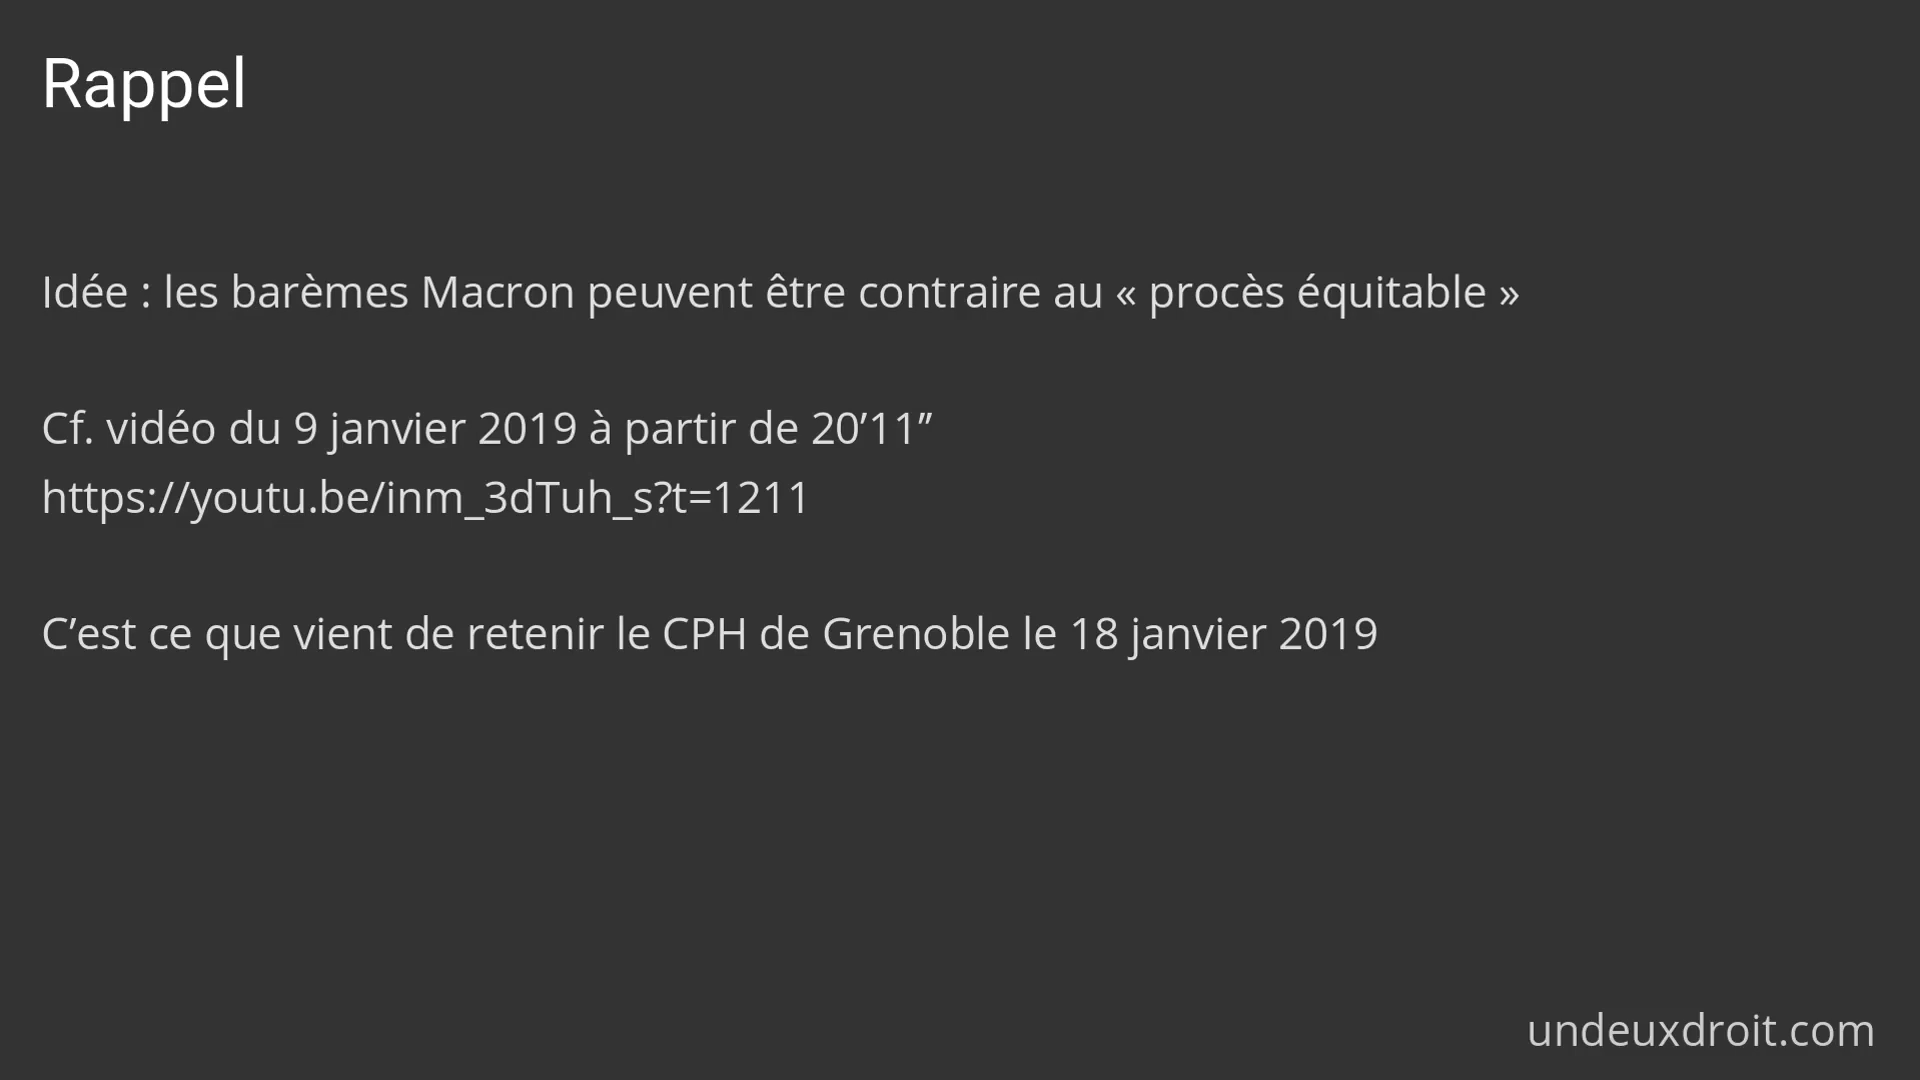 Rappel
Idée : les barèmes Macron peuvent être contraire au « procès équitable »
Cf. vidéo du 9 janvier 2019 à partir de 20’11’’
https://youtu.be/inm_3dTuh_s?t=1211
C’est ce que vient de retenir le CPH de Grenoble le 18 janvier 2019
undeuxdroit.com